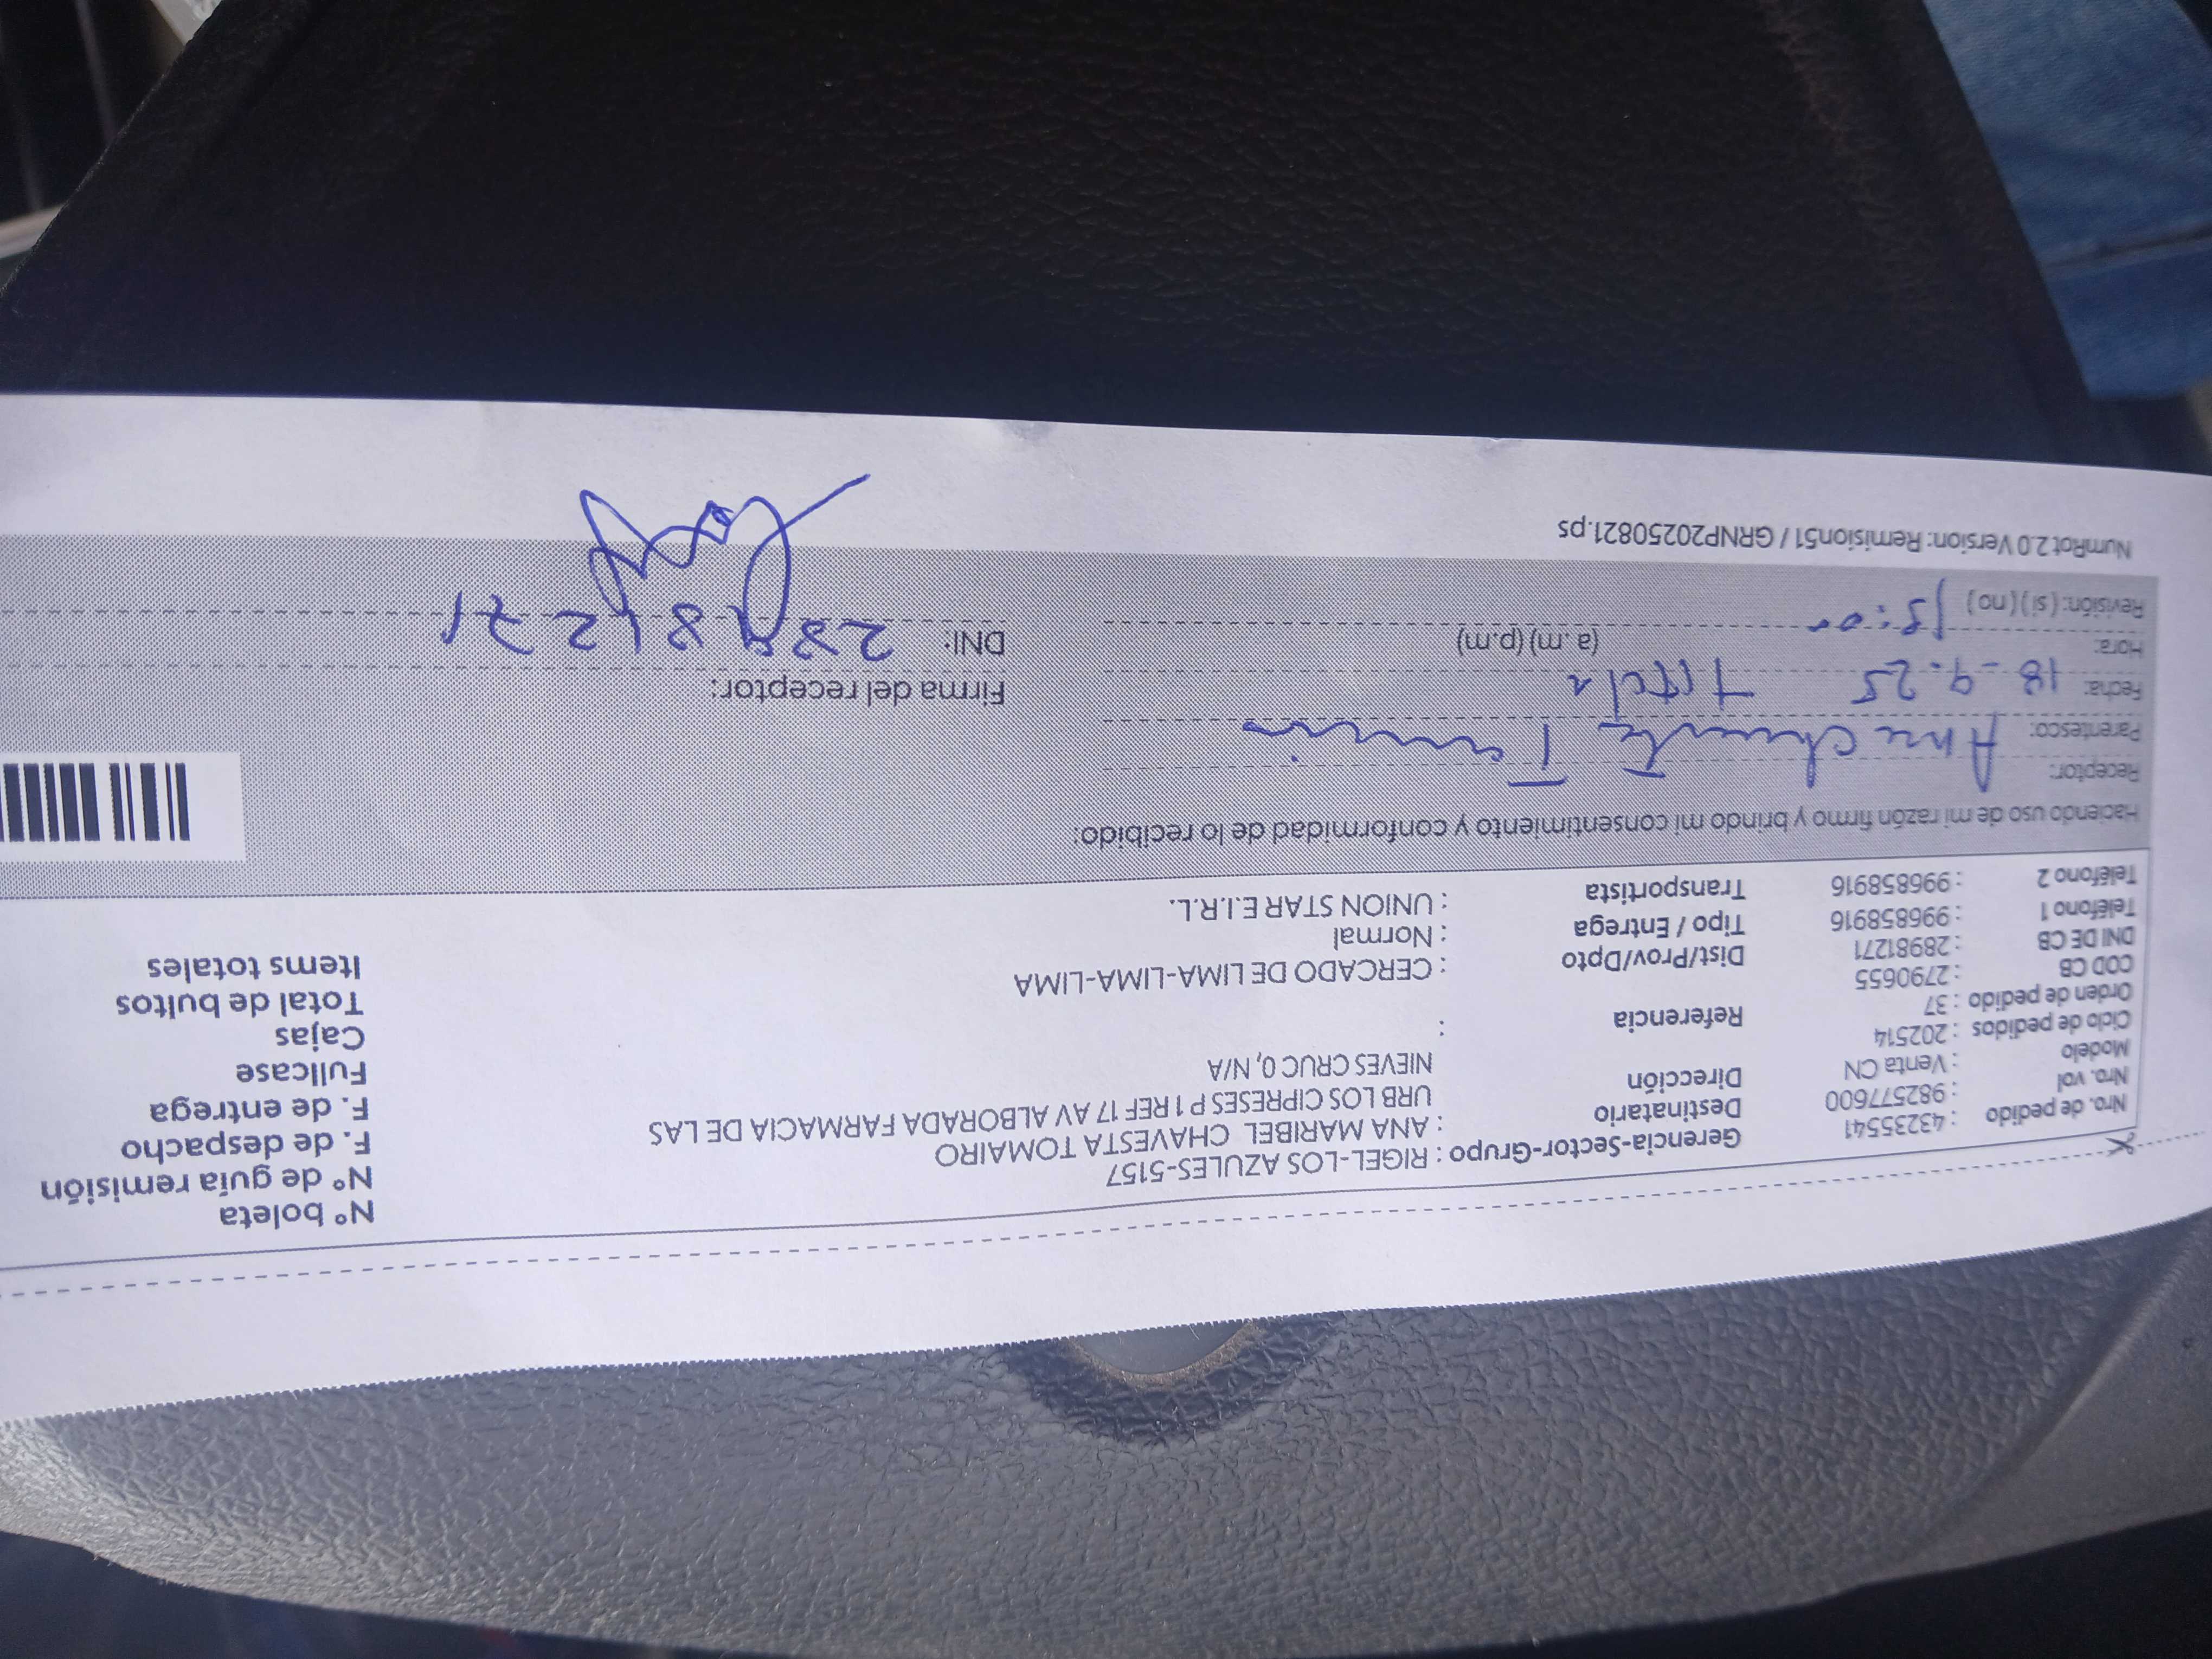 Nº boleta
Nº de guía remisión
F. de despacho
F. de entrega
Fullcase
Cajas
Total de bultos
Items totales
Nro. de pedido : 43235541
Nro. vol : 982577600
Modelo : Venta CN
Ciclo de pedidos : 202514
Orden de pedido : 37
COD CB : 2790655
DNI DE CB : 28981271
Teléfono 1 : 996858916
Teléfono 2 : 996858916
Gerencia-Sector-Grupo : RIGEL-LOS AZULES-5157
Destinatario : ANA MARIBEL CHAVESTA TOMAIRO
Dirección URB LOS CIPRESES P 1 REF 17 AV ALBORADA FARMACIA DE LAS
NIEVES CRUC 0, N/A
Referencia :
Dist/Prov/Dpto : CERCADO DE LIMA-LIMA-LIMA
Tipo / Entrega : Normal
Transportista : UNION STAR E.I.R.L.
Haciendo uso de mi razón firmo y brindo mi consentimiento y conformidad de lo recibido:
Receptor: Ana
Parentesco:
Fecha: 18-9-25
Hora: (a.m) (p.m)
Revisión: (si) (no)
Firma del receptor:
DNI: 28981271
NumRot 2.0 Version: Remision51 / GRNP20250821.ps